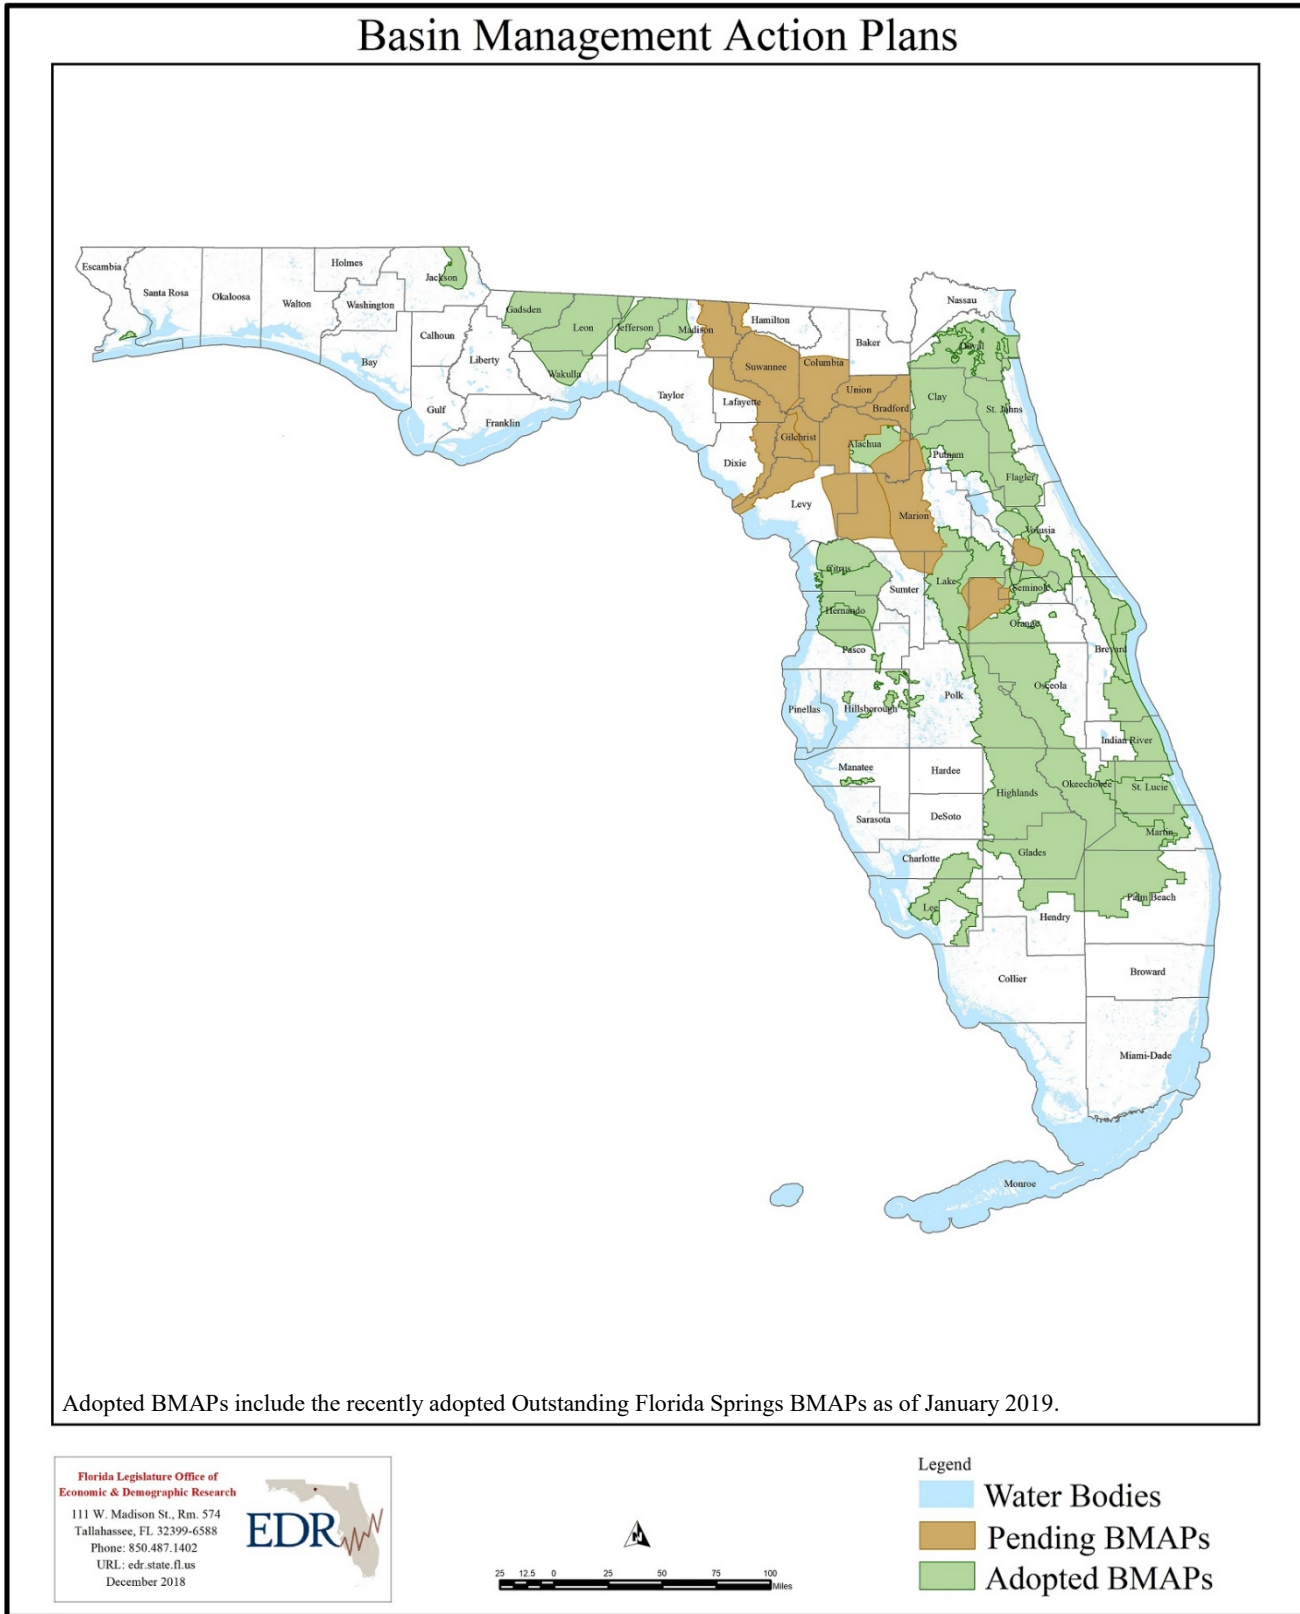 Basin Management Action Plans
Escambia
Santa Rosa
Okaloosa
Walton
Holmes
Washington
Jackson
Bay
Calhoun
Gulf
Liberty
Franklin
Gadsden
Leon
Wakulla
Jefferson
Madison
Taylor
Hamilton
Suwannee
Lafayette
Dixie
Columbia
Baker
Union
Bradford
Gilchrist
Alachua
Levy
Nassau
Duval
Clay
St. Johns
Putnam
Flagler
Marion
Volusia
Citrus
Sumter
Lake
Seminole
Hernando
Orange
Pasco
Brevard
Pinellas
Hillsborough
Polk
Osceola
Indian River
Manatee
Hardee
Highlands
Okeechobee
St. Lucie
Sarasota
DeSoto
Martin
Charlotte
Glades
Lee
Hendry
Palm Beach
Collier
Broward
Miami-Dade
Monroe
Adopted BMAPs include the recently adopted Outstanding Florida Springs BMAPs as of January 2019.
Florida Legislature Office of
Economic & Demographic Research
111 W. Madison St., Rm. 574
Tallahassee, FL 32399-6588
Phone: 850.487.1402
URL: edr.state.fl.us
December 2018
EDR
N
25 12.5 0 25 50 75 100
Miles
Legend
Water Bodies
Pending BMAPs
Adopted BMAPs